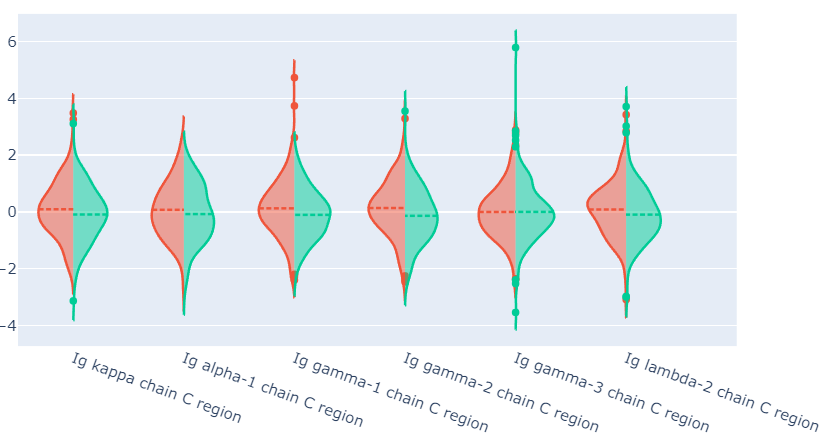 6
4
2
0
−2
−4
Ig kappa chain C region
Ig alpha-1 chain C region
Ig gamma-1 chain C region
Ig gamma-2 chain C region
Ig gamma-3 chain C region
Ig lambda-2 chain C region